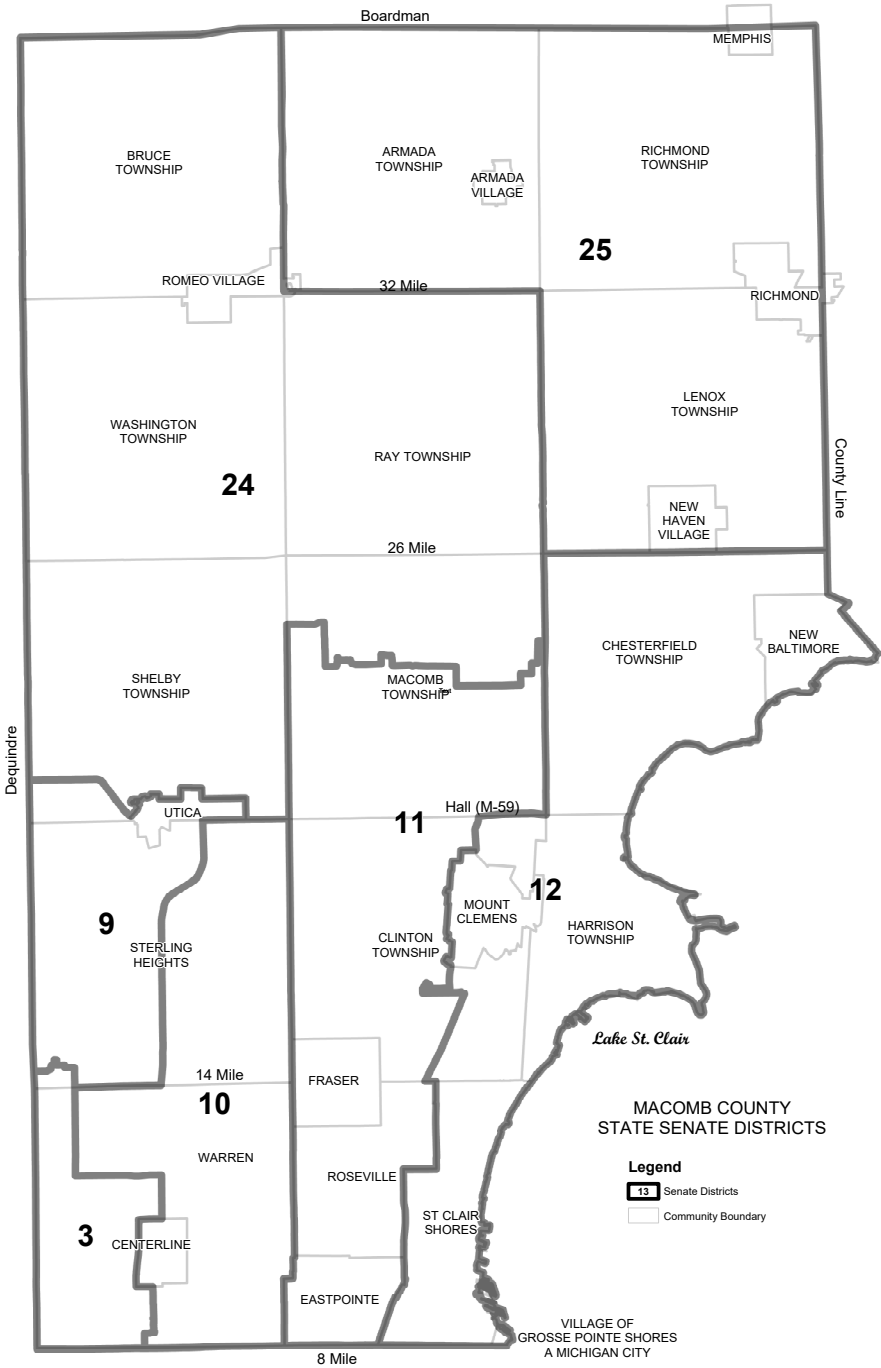 Boardman
MEMPHIS
BRUCE
TOWNSHIP
ARMADA
TOWNSHIP
ARMADA
VILLAGE
RICHMOND
TOWNSHIP
25
ROMEO VILLAGE
32 Mile
RICHMOND
WASHINGTON
TOWNSHIP
LENOX
TOWNSHIP
RAY TOWNSHIP
County Line
24
NEW
HAVEN
VILLAGE
26 Mile
SHELBY
TOWNSHIP
MACOMB
TOWNSHIP
CHESTERFIELD
TOWNSHIP
NEW
BALTIMORE
Dequindre
UTICA
Hall (M-59)
11
12
9
STERLING
HEIGHTS
MOUNT
CLEMENS
CLINTON
TOWNSHIP
HARRISON
TOWNSHIP
Lake St. Clair
14 Mile
FRASER
10
WARREN
MACOMB COUNTY
STATE SENATE DISTRICTS
Legend
13 Senate Districts
Community Boundary
ROSEVILLE
ST CLAIR
SHORES
3
CENTERLINE
EASTPOINTE
VILLAGE OF
GROSSE POINTE SHORES
A MICHIGAN CITY
8 Mile